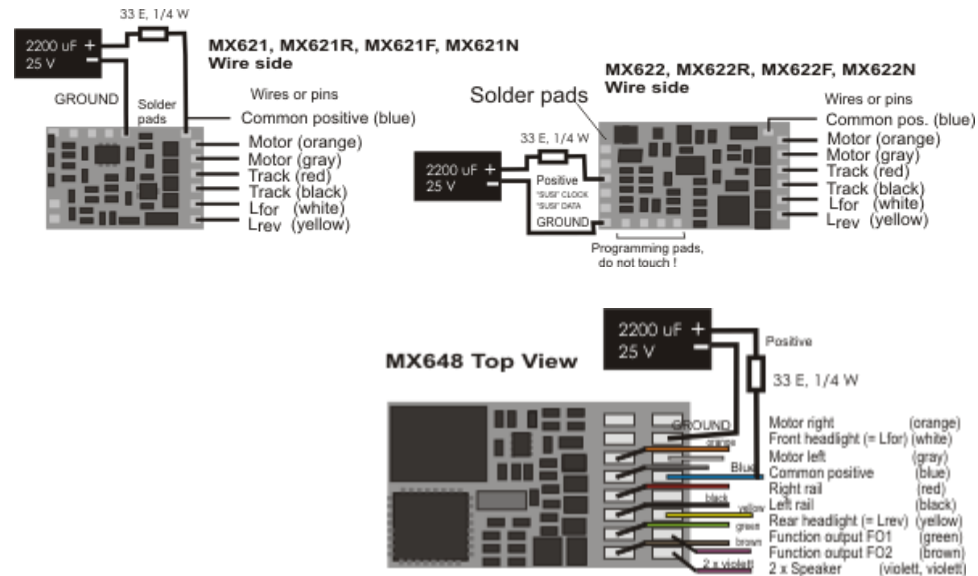 33 E, 1/4 W
2200 uF +
25 V -
MX621, MX621R, MX621F, MX621N
Wire side
GROUND
Solder
pads
Wires or pins
Common positive (blue)
Motor (orange)
Motor (gray)
Track (red)
Track (black)
Lfor (white)
Lrev (yellow)
MX622, MX622R, MX622F, MX622N
Wire side
Solder pads
Wires or pins
Common pos. (blue)
Motor (orange)
Motor (gray)
Track (red)
Track (black)
Lfor (white)
Lrev (yellow)
33 E, 1/4 W
2200 uF +
25 V -
Positive
"SUSI" CLOCK
"SUSI" DATA
GROUND
Programming pads,
do not touch !
MX648 Top View
2200 uF +
25 V -
Positive
33 E, 1/4 W
GROUND
orange
Blue
black
yellow
green
brown
2 x violett
Motor right (orange)
Front headlight (= Lfor) (white)
Motor left (gray)
Common positive (blue)
Right rail (red)
Left rail (black)
Rear headlight (= Lrev) (yellow)
Function output FO1 (green)
Function output FO2 (brown)
2 x Speaker (violett, violett)